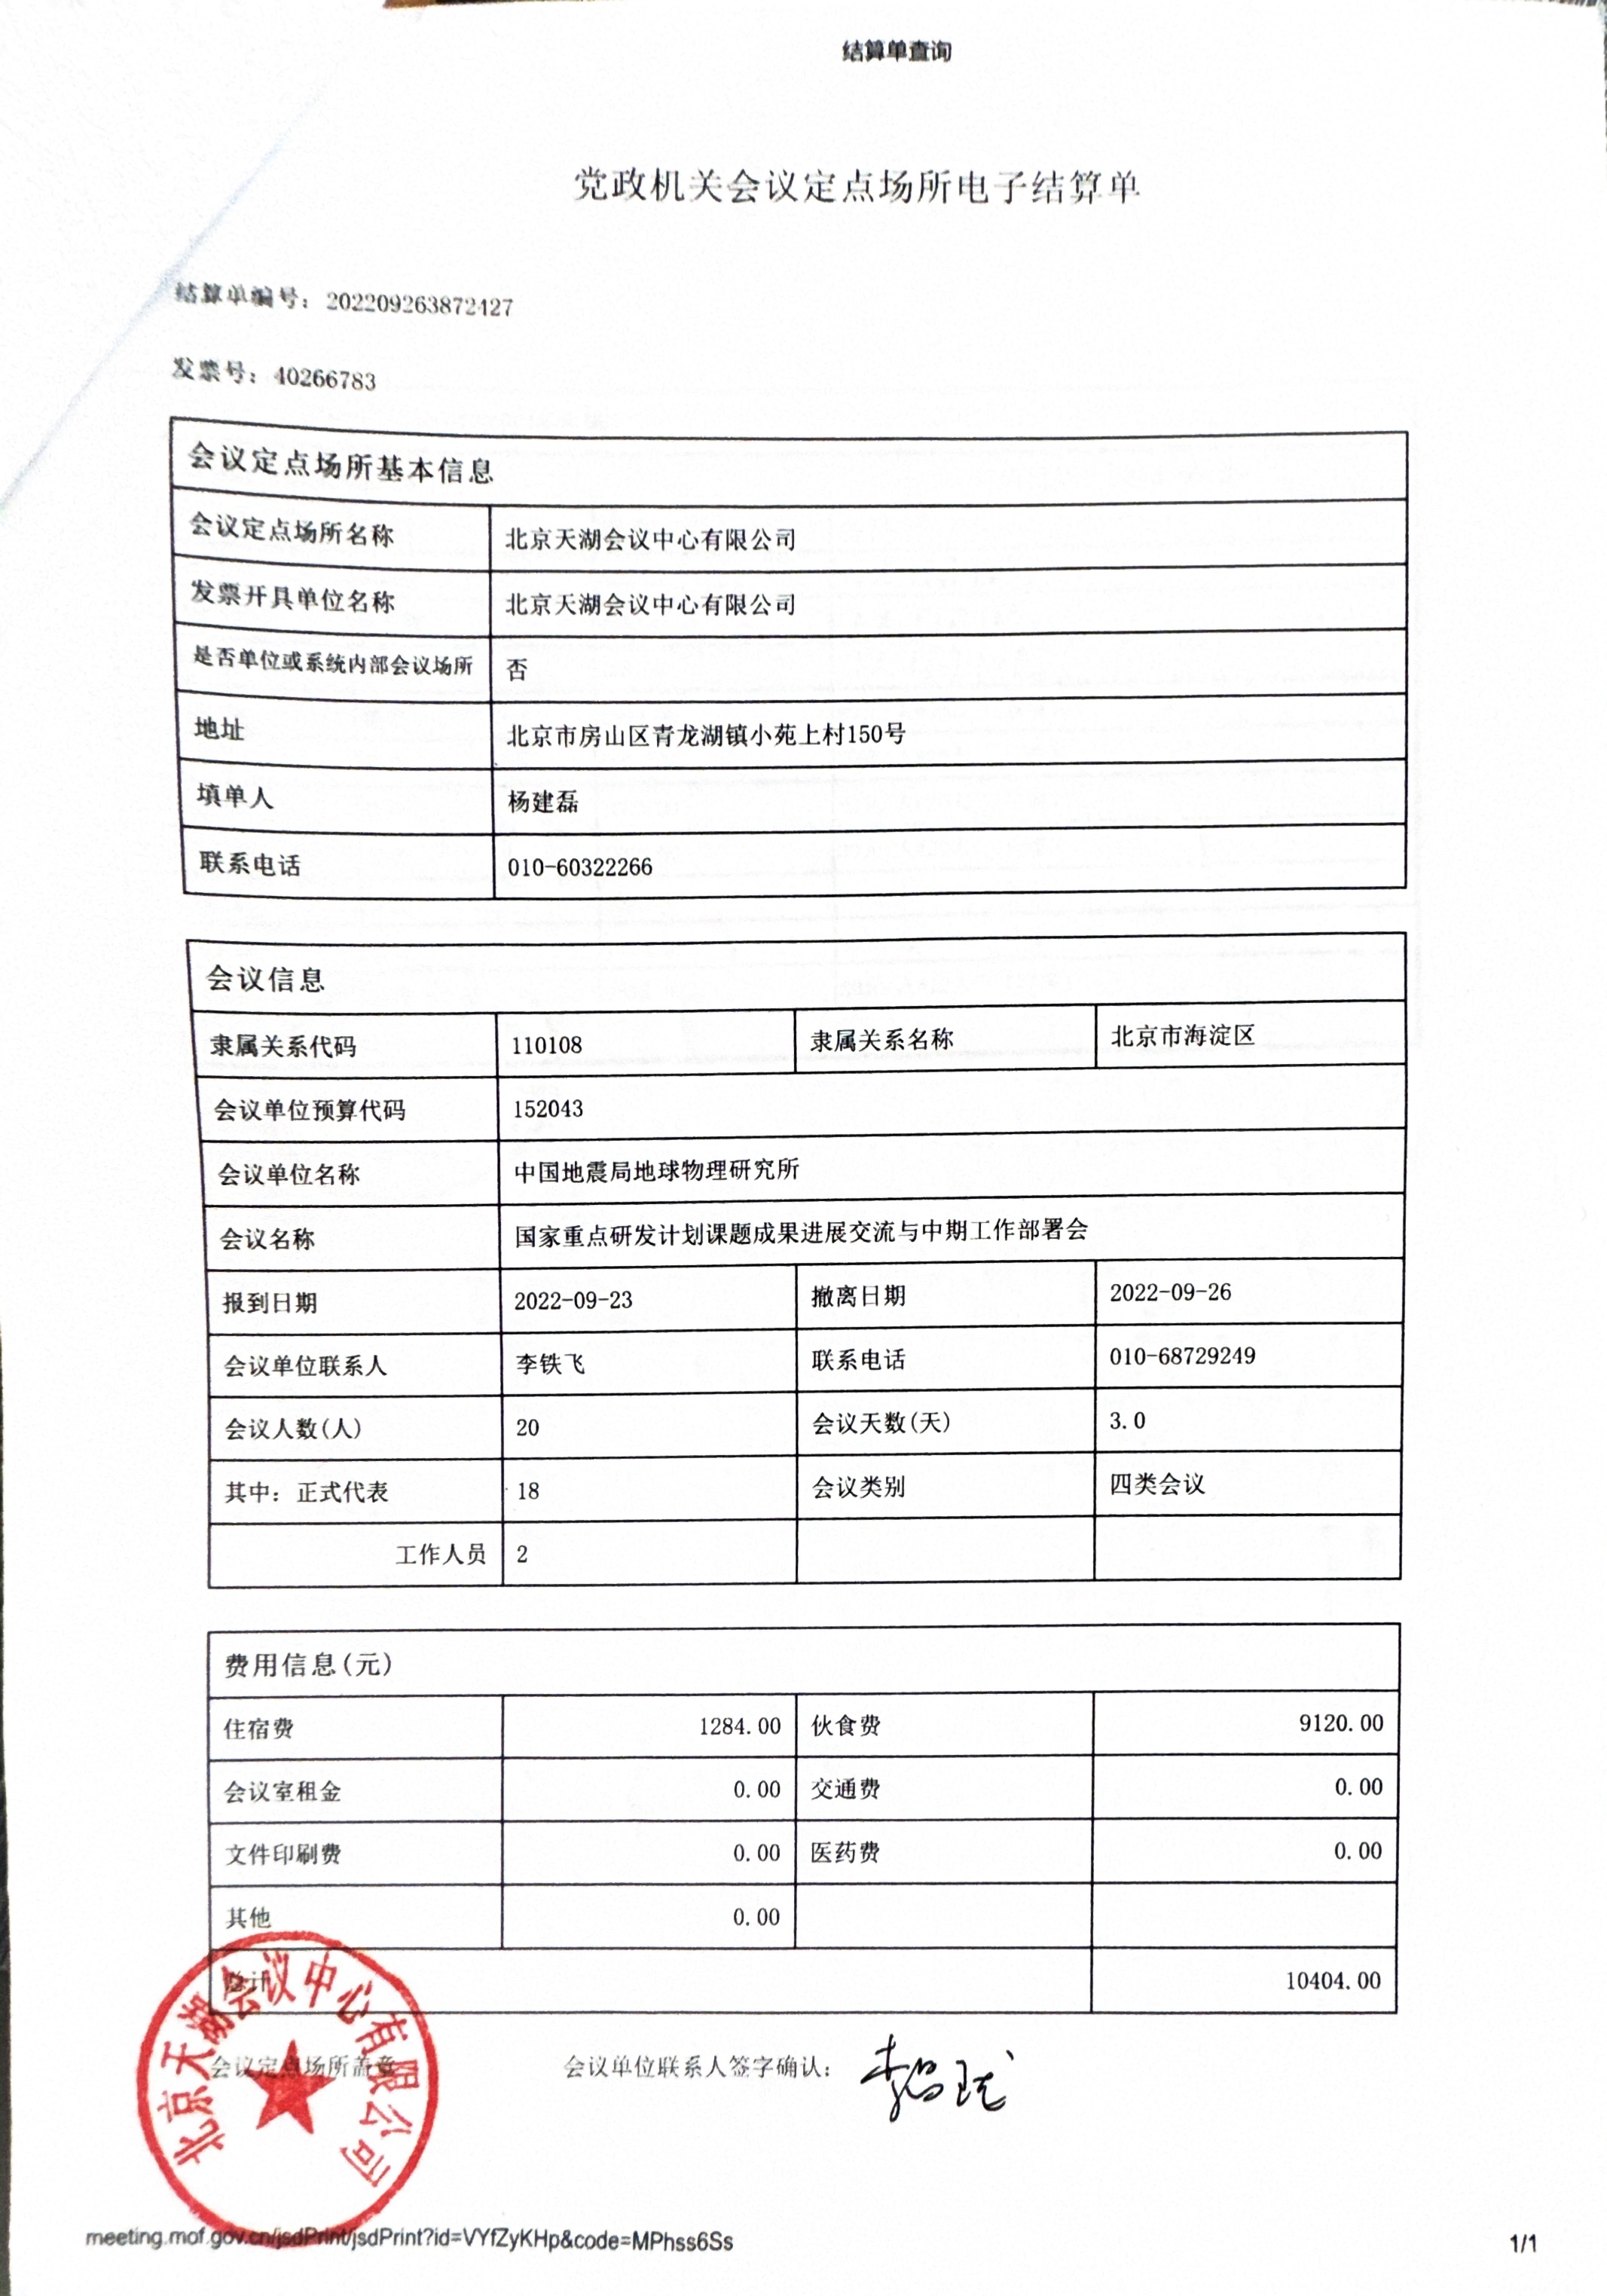 结算单查询
党政机关会议定点场所电子结算单
结算单编号：202209263872427
发票号：40266783
会议定点场所基本信息
会议定点场所名称 北京天湖会议中心有限公司
发票开具单位名称 北京天湖会议中心有限公司
是否单位或系统内部会议场所 否
地址 北京市房山区青龙湖镇小苑上村150号
填单人 杨建磊
联系电话 010-60322266
会议信息
隶属关系代码 110108 隶属关系名称 北京市海淀区
会议单位预算代码 152043
会议单位名称 中国地震局地球物理研究所
会议名称 国家重点研发计划课题成果进展交流与中期工作部署会
报到日期 2022-09-23 撤离日期 2022-09-26
会议单位联系人 李铁飞 联系电话 010-68729249
会议人数(人) 20 会议天数(天) 3.0
其中：正式代表 18 会议类别 四类会议
工作人员 2
费用信息(元)
住宿费 1284.00 伙食费 9120.00
会议室租金 0.00 交通费 0.00
文件印刷费 0.00 医药费 0.00
其他 0.00
总计 10404.00
北京天湖会议中心有限公司
会议定点场所盖章 会议单位联系人签字确认：
meeting.mof.gov.cn/jsdPrint/jsdPrint?id=VYfZyKHp&code=MPhss6Ss 1/1